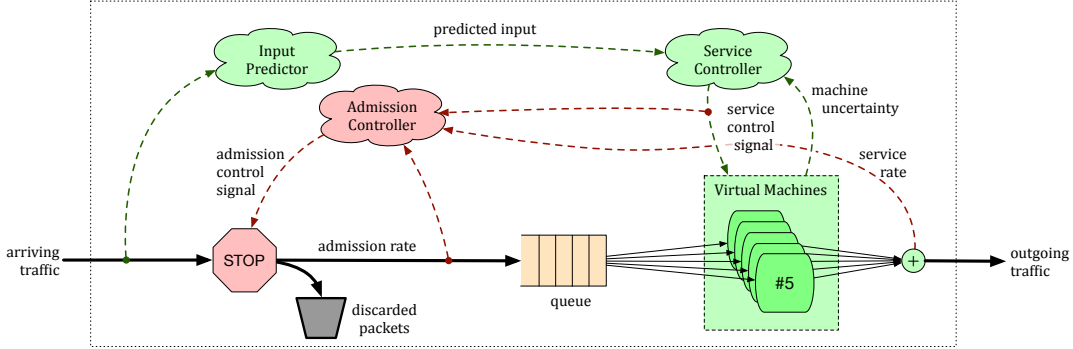 predicted input
Input
Predictor
Service
Controller
machine
uncertainty
Admission
Controller
service
control
signal
admission
control
signal
service
rate
Virtual Machines
arriving
traffic
STOP
admission rate
queue
#5
+
outgoing
traffic
discarded
packets